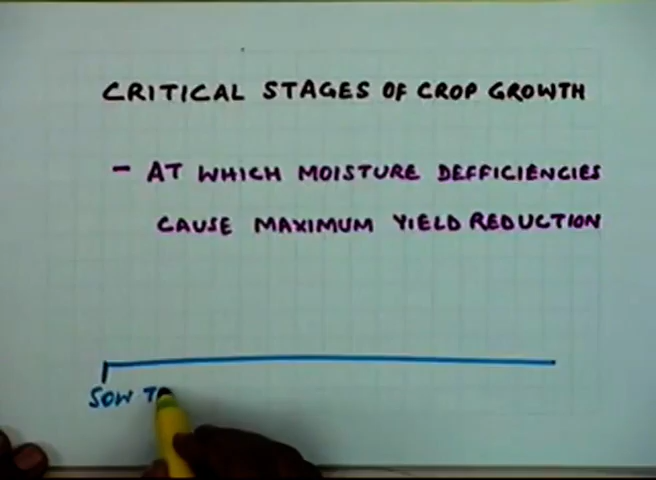 CRITICAL STAGES OF CROP GROWTH
- AT WHICH MOISTURE DEFFICIENCIES
CAUSE MAXIMUM YIELD REDUCTION
SOW T